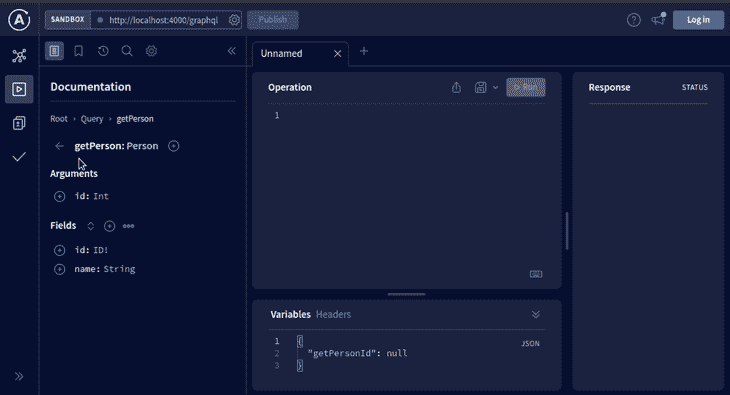 SANDBOX http://localhost:4000/graphql Publish Log in
Unnamed
Documentation
Root › Query › getPerson
getPerson: Person
Arguments
id: Int
Fields
id: ID!
name: String
Operation Run
1
Variables Headers
JSON
1 {
2 "getPersonId": null
3 }
Response STATUS